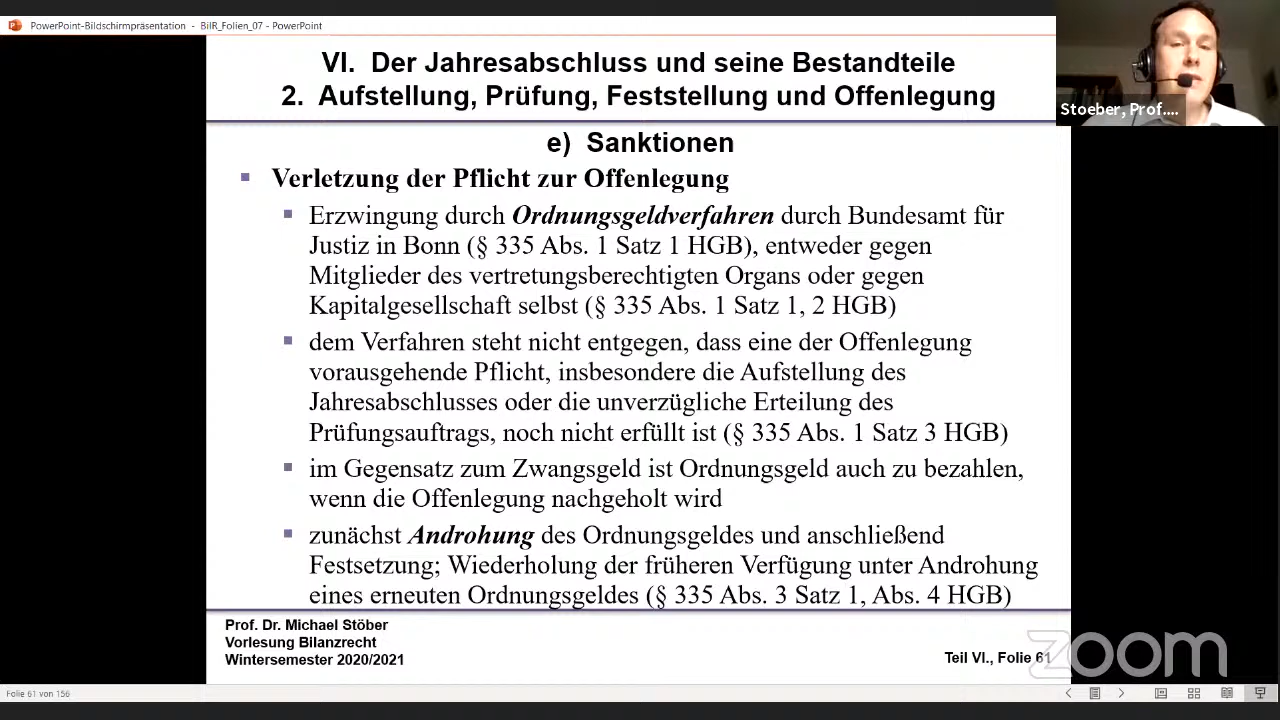 PowerPoint-Bildschirmpräsentation - BilR_Folien_07 - PowerPoint
VI. Der Jahresabschluss und seine Bestandteile
2. Aufstellung, Prüfung, Feststellung und Offenlegung
Stoeber, Prof....
e) Sanktionen
Verletzung der Pflicht zur Offenlegung
Erzwingung durch Ordnungsgeldverfahren durch Bundesamt für
Justiz in Bonn (§ 335 Abs. 1 Satz 1 HGB), entweder gegen
Mitglieder des vertretungsberechtigten Organs oder gegen
Kapitalgesellschaft selbst (§ 335 Abs. 1 Satz 1, 2 HGB)
dem Verfahren steht nicht entgegen, dass eine der Offenlegung
vorausgehende Pflicht, insbesondere die Aufstellung des
Jahresabschlusses oder die unverzügliche Erteilung des
Prüfungsauftrags, noch nicht erfüllt ist (§ 335 Abs. 1 Satz 3 HGB)
im Gegensatz zum Zwangsgeld ist Ordnungsgeld auch zu bezahlen,
wenn die Offenlegung nachgeholt wird
zunächst Androhung des Ordnungsgeldes und anschließend
Festsetzung; Wiederholung der früheren Verfügung unter Androhung
eines erneuten Ordnungsgeldes (§ 335 Abs. 3 Satz 1, Abs. 4 HGB)
Prof. Dr. Michael Stöber
Vorlesung Bilanzrecht
Wintersemester 2020/2021
Teil VI., Folie 61
zoom
Folie 61 von 156